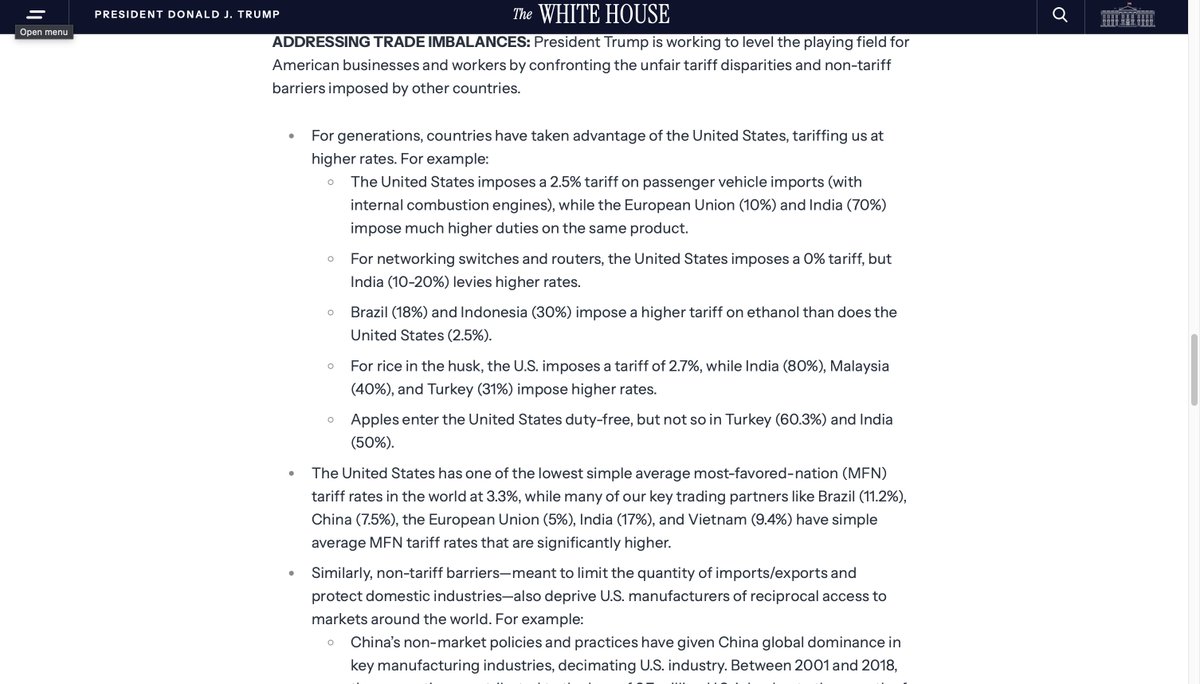 PRESIDENT DONALD J. TRUMP
The WHITE HOUSE
Open menu
ADDRESSING TRADE IMBALANCES: President Trump is working to level the playing field for
American businesses and workers by confronting the unfair tariff disparities and non-tariff
barriers imposed by other countries.
For generations, countries have taken advantage of the United States, tariffing us at
higher rates. For example:
The United States imposes a 2.5% tariff on passenger vehicle imports (with
internal combustion engines), while the European Union (10%) and India (70%)
impose much higher duties on the same product.
For networking switches and routers, the United States imposes a 0% tariff, but
India (10-20%) levies higher rates.
Brazil (18%) and Indonesia (30%) impose a higher tariff on ethanol than does the
United States (2.5%).
For rice in the husk, the U.S. imposes a tariff of 2.7%, while India (80%), Malaysia
(40%), and Turkey (31%) impose higher rates.
Apples enter the United States duty-free, but not so in Turkey (60.3%) and India
(50%).
The United States has one of the lowest simple average most-favored-nation (MFN)
tariff rates in the world at 3.3%, while many of our key trading partners like Brazil (11.2%),
China (7.5%), the European Union (5%), India (17%), and Vietnam (9.4%) have simple
average MFN tariff rates that are significantly higher.
Similarly, non-tariff barriers—meant to limit the quantity of imports/exports and
protect domestic industries—also deprive U.S. manufacturers of reciprocal access to
markets around the world. For example:
China's non-market policies and practices have given China global dominance in
key manufacturing industries, decimating U.S. industry. Between 2001 and 2018,